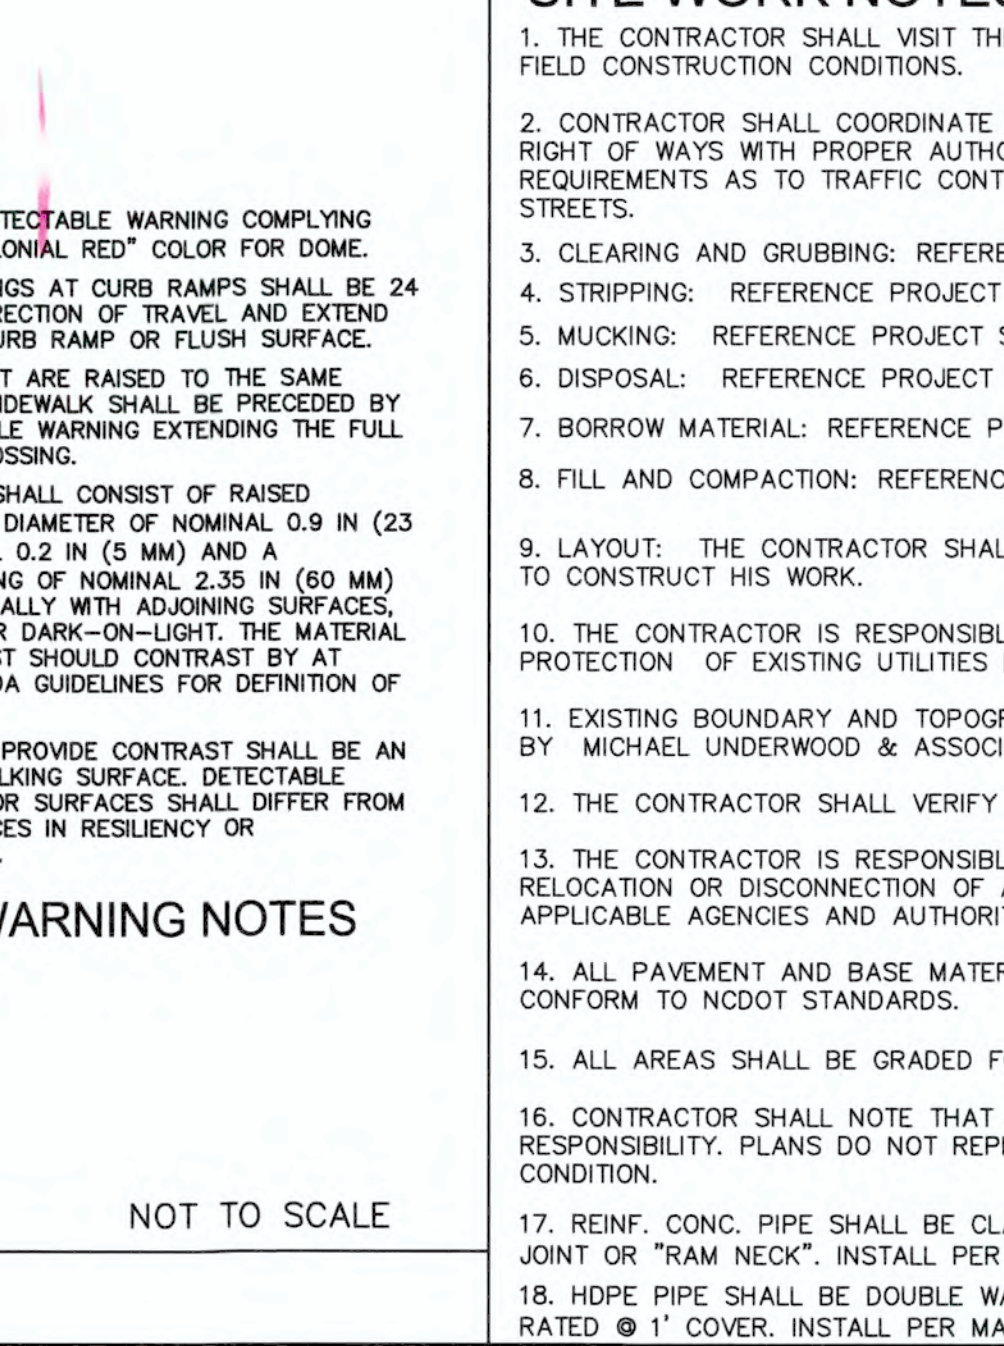 TECTABLE WARNING COMPLYING
LONIAL RED" COLOR FOR DOME.
NGS AT CURB RAMPS SHALL BE 24
RECTION OF TRAVEL AND EXTEND
URB RAMP OR FLUSH SURFACE.
T ARE RAISED TO THE SAME
IDEWALK SHALL BE PRECEDED BY
LE WARNING EXTENDING THE FULL
OSSING.
SHALL CONSIST OF RAISED
DIAMETER OF NOMINAL 0.9 IN (23
0.2 IN (5 MM) AND A
NG OF NOMINAL 2.35 IN (60 MM)
ALLY WITH ADJOINING SURFACES,
R DARK-ON-LIGHT. THE MATERIAL
ST SHOULD CONTRAST BY AT
DA GUIDELINES FOR DEFINITION OF
PROVIDE CONTRAST SHALL BE AN
LKING SURFACE. DETECTABLE
OR SURFACES SHALL DIFFER FROM
CES IN RESILIENCY OR
WARNING NOTES
NOT TO SCALE
SITE WORK NOTES
1. THE CONTRACTOR SHALL VISIT THE
FIELD CONSTRUCTION CONDITIONS.
2. CONTRACTOR SHALL COORDINATE
RIGHT OF WAYS WITH PROPER AUTHO
REQUIREMENTS AS TO TRAFFIC CONT
STREETS.
3. CLEARING AND GRUBBING: REFERE
4. STRIPPING: REFERENCE PROJECT
5. MUCKING: REFERENCE PROJECT S
6. DISPOSAL: REFERENCE PROJECT
7. BORROW MATERIAL: REFERENCE P
8. FILL AND COMPACTION: REFERENC
9. LAYOUT: THE CONTRACTOR SHAL
TO CONSTRUCT HIS WORK.
10. THE CONTRACTOR IS RESPONSIBL
PROTECTION OF EXISTING UTILITIES
11. EXISTING BOUNDARY AND TOPOGR
BY MICHAEL UNDERWOOD & ASSOCI
12. THE CONTRACTOR SHALL VERIFY
13. THE CONTRACTOR IS RESPONSIBL
RELOCATION OR DISCONNECTION OF A
APPLICABLE AGENCIES AND AUTHORIT
14. ALL PAVEMENT AND BASE MATER
CONFORM TO NCDOT STANDARDS.
15. ALL AREAS SHALL BE GRADED FO
16. CONTRACTOR SHALL NOTE THAT
RESPONSIBILITY. PLANS DO NOT REPR
CONDITION.
17. REINF. CONC. PIPE SHALL BE CLA
JOINT OR "RAM NECK". INSTALL PER
18. HDPE PIPE SHALL BE DOUBLE WA
RATED @ 1' COVER. INSTALL PER MA